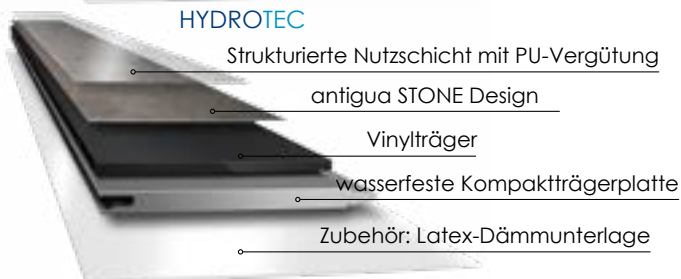 HYDROTEC
Strukturierte Nutzschicht mit PU-Vergütung
antigua STONE Design
Vinylträger
wasserfeste Kompaktträgerplatte
Zubehör: Latex-Dämmunterlage